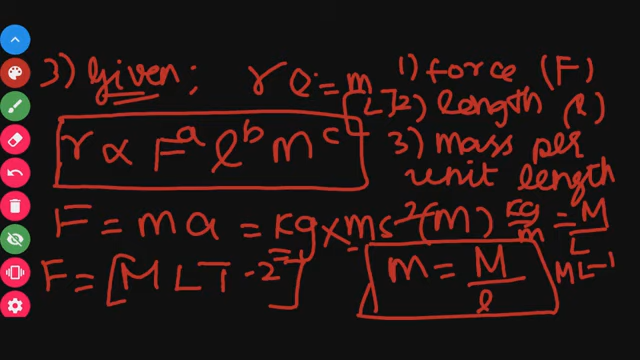 3) Given ; γ l = m
[L]
γ ∝ F^a l^b m^c
1) force (F)
2) length (l)
3) mass per
unit length
(m) kg/m = M/L
ML-1
F = ma = kg × ms^2
F = [MLT-2]
m = M/l